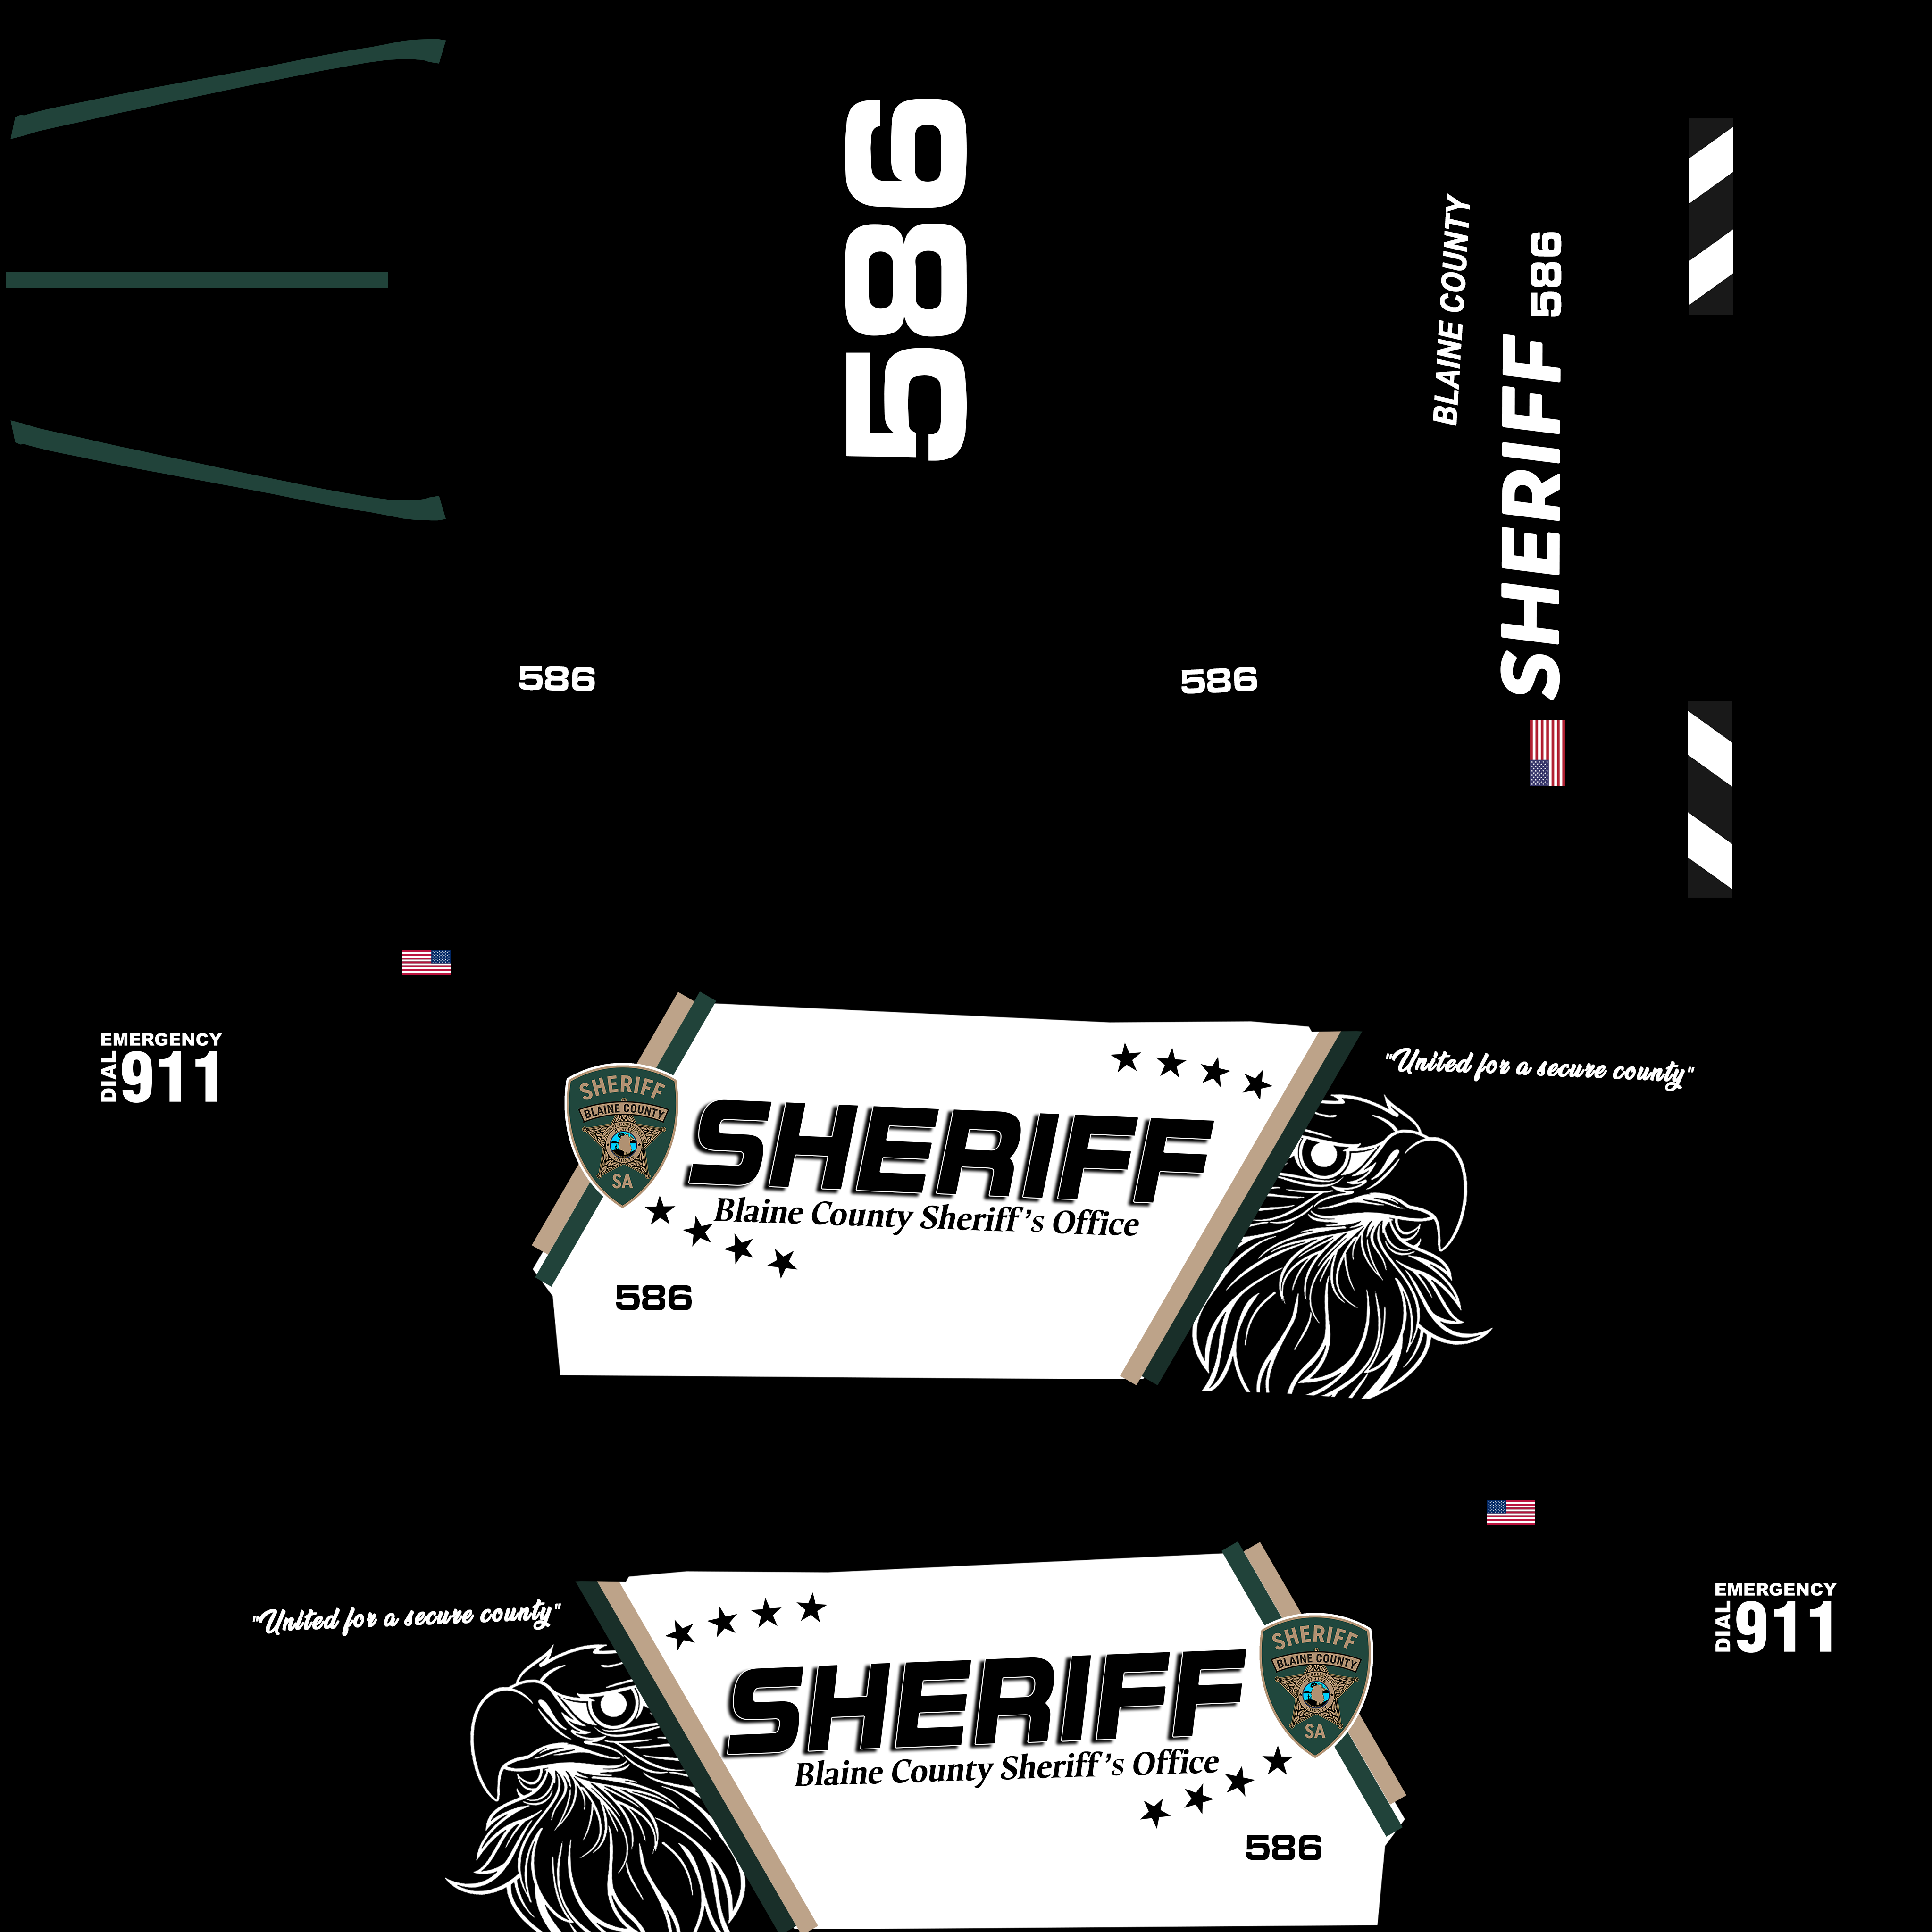 586
BLAINE COUNTY
SHERIFF 586
586
586
EMERGENCY
DIAL 911
SHERIFF
BLAINE COUNTY
SA
SHERIFF
Blaine County Sheriff's Office
586
"United for a secure county"
"United for a secure county"
SHERIFF
Blaine County Sheriff's Office
586
SHERIFF
BLAINE COUNTY
SA
EMERGENCY
DIAL 911